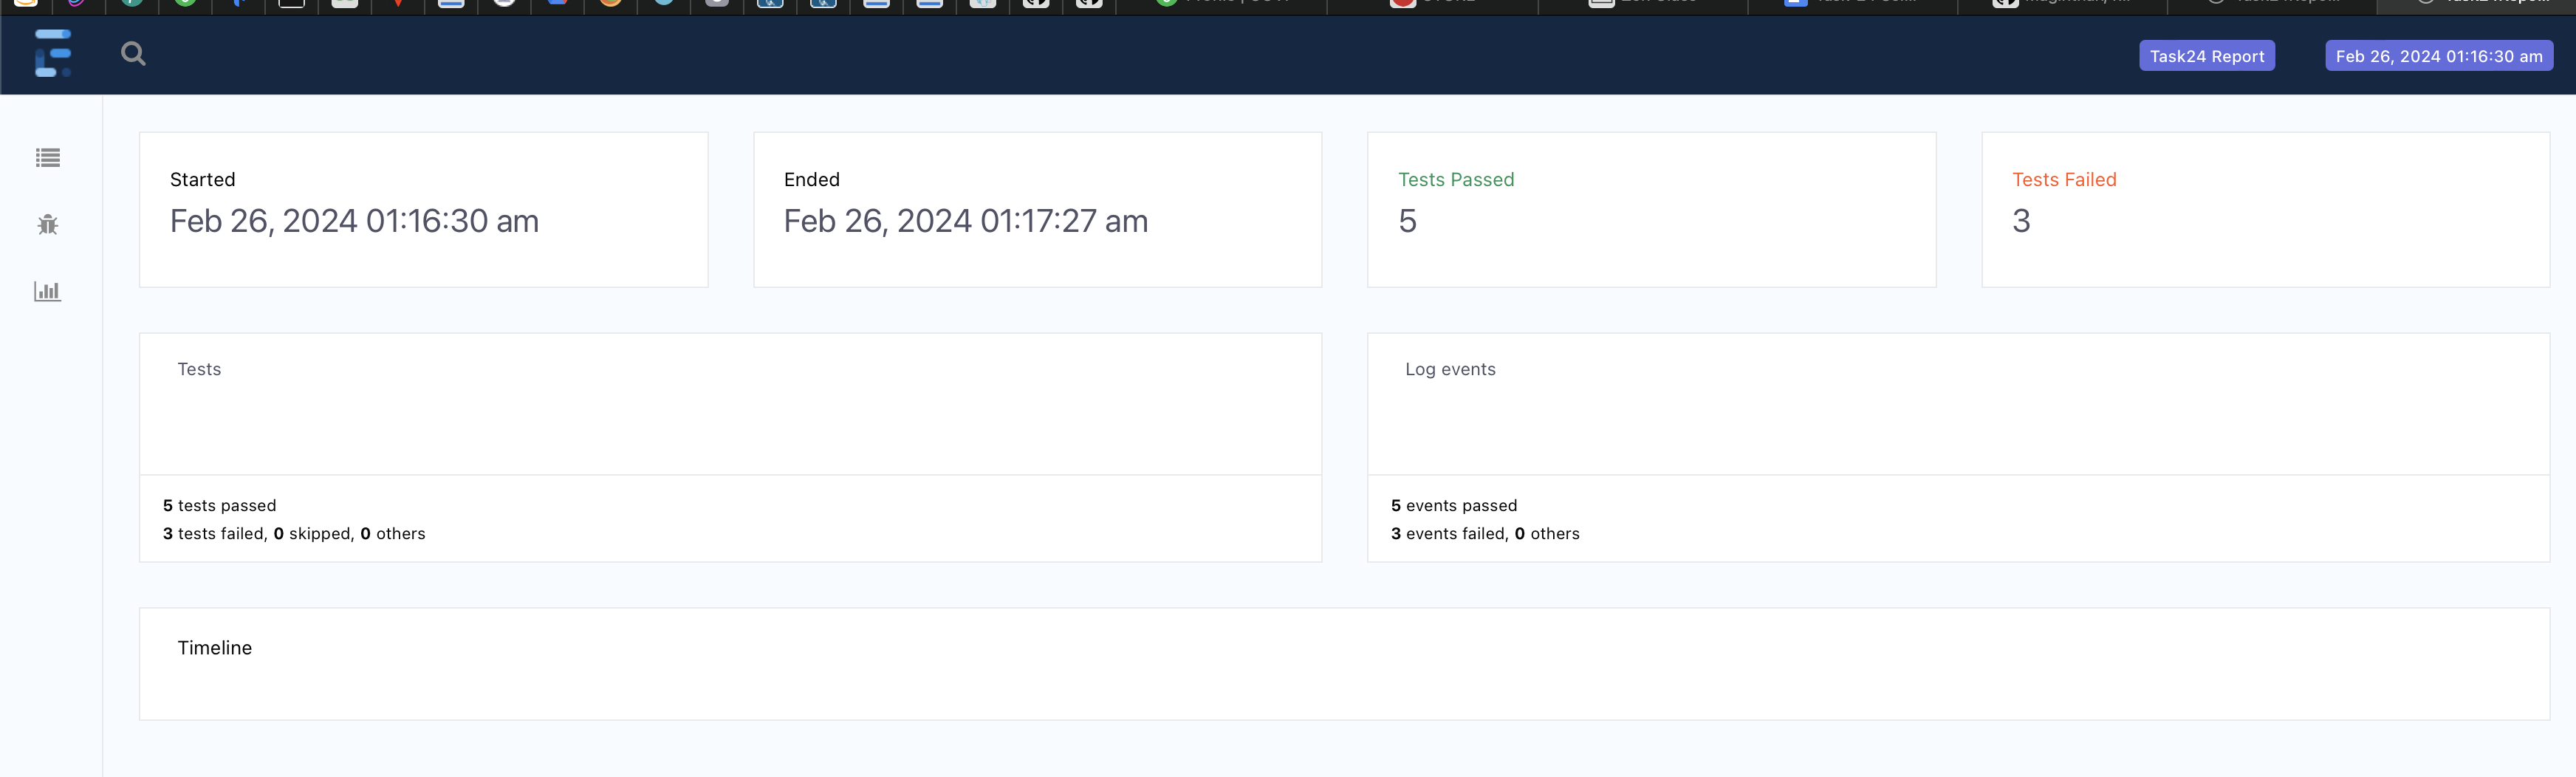 Task24 Report
Feb 26, 2024 01:16:30 am
Started
Feb 26, 2024 01:16:30 am
Ended
Feb 26, 2024 01:17:27 am
Tests Passed
5
Tests Failed
3
Tests
5 tests passed
3 tests failed, 0 skipped, 0 others
Log events
5 events passed
3 events failed, 0 others
Timeline